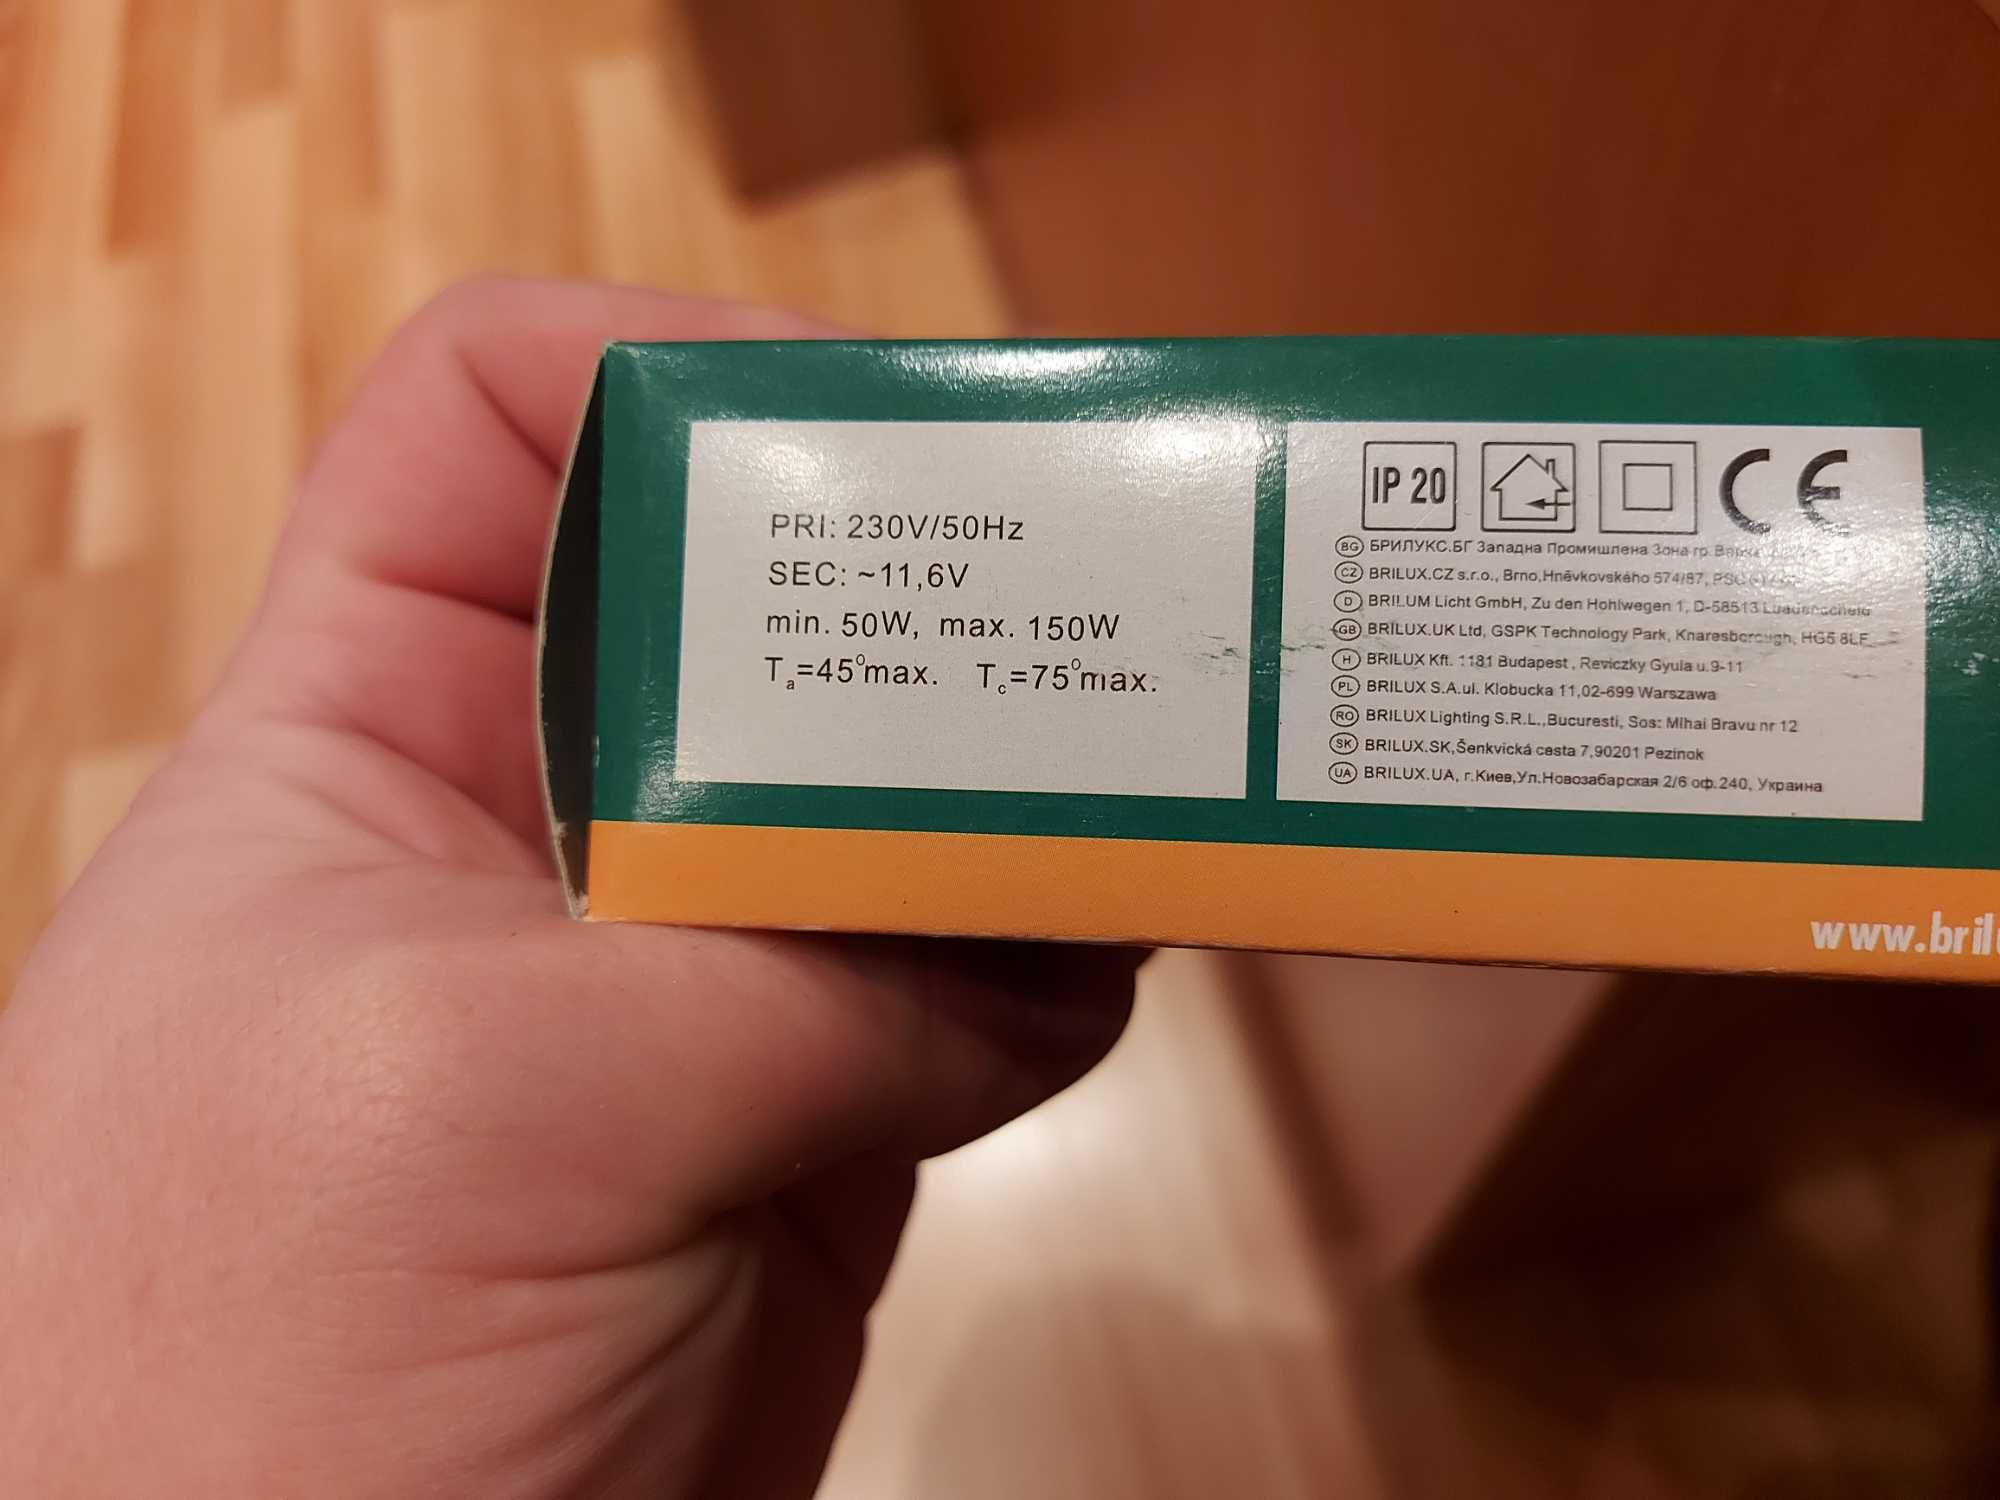 PRI: 230V/50Hz
SEC: ~11,6V
min. 50W, max. 150W
Ta=45°max. Tc=75°max.
IP 20
CE
BG БРИЛУКС.БГ Западна Промишлена Зона гр.
CZ BRILUX.CZ s.r.o., Brno,Hněvkovského 574/87,
D BRILUM Licht GmbH, Zu den Hohlwegen 1, D-58513 Luedenscheid
GB BRILUX.UK Ltd, GSPK Technology Park, Knaresborough, HG5 8LF
H BRILUX Kft. 1181 Budapest, Reviczky Gyula u.9-11
PL BRILUX S.A.ul. Klobucka 11,02-699 Warszawa
RO BRILUX Lighting S.R.L.,Bucuresti, Sos: Mihai Bravu nr 12
SK BRILUX.SK,Šenkvická cesta 7,90201 Pezinok
UA BRILUX.UA, г.Киев,Ул.Новозабарская 2/6 оф.240, Украина
www.brilu